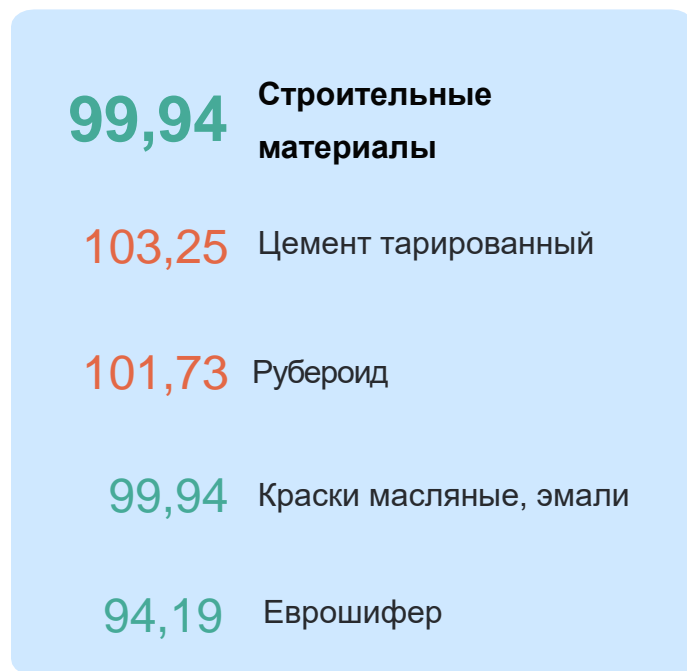 99,94 Строительные
материалы
103,25 Цемент тарированный
101,73 Рубероид
99,94 Краски масляные, эмали
94,19 Еврошифер